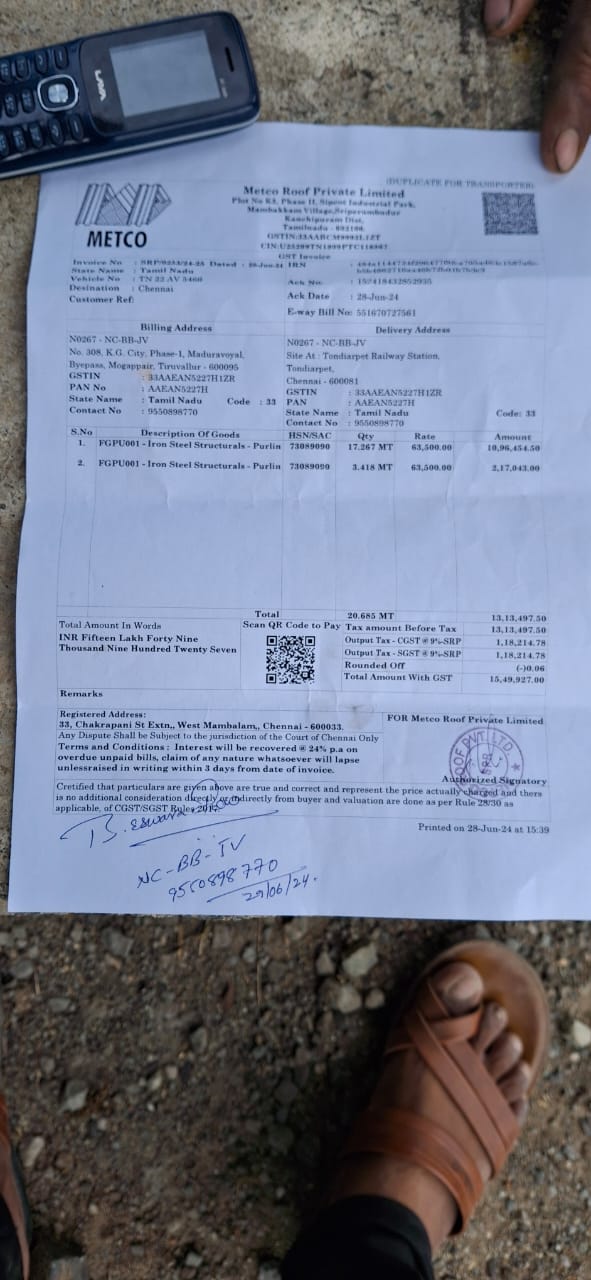 LAVA
(DUPLICATE FOR TRANSPORTER)
METCO
Metco Roof Private Limited
Plot No R3, Phase II, Sipcot Industrial Park,
Mambakkam Village,Sriperumbudur
Kanchipuram Dist,
Tamilnadu - 602106.
GST Invoice
Invoice No : SRP/0253/24-25 Dated : 28-Jun-24 IRN
State Name : Tamil Nadu
Vehicle No : TN 22 AV 5466
Desination : Chennai
Customer Ref:
Ack No. : 152418432852935
Ack Date : 28-Jun-24
E-way Bill No: 551670727561
Billing Address
N0267 - NC-BB-JV
No. 308, K.G. City, Phase-1, Maduravoyal,
Byepass, Mogappair, Tiruvallur - 600095
GSTIN : 33AAEAN5227H1ZR
PAN No : AAEAN5227H
State Name : Tamil Nadu Code : 33
Contact No : 9550898770
Delivery Address
N0267 - NC-BB-JV
Site At : Tondiarpet Railway Station,
Tondiarpet,
Chennai - 600081
GSTIN : 33AAEAN5227H1ZR
PAN : AAEAN5227H
State Name : Tamil Nadu Code: 33
Contact No : 9550898770
S.No Description Of Goods HSN/SAC Qty Rate Amount
1. FGPU001 - Iron Steel Structurals - Purlin 73089090 17.267 MT 63,500.00 10,96,454.50
2. FGPU001 - Iron Steel Structurals - Purlin 73089090 3.418 MT 63,500.00 2,17,043.00
Total 20.685 MT 13,13,497.50
Total Amount In Words
INR Fifteen Lakh Forty Nine
Thousand Nine Hundred Twenty Seven
Scan QR Code to Pay
Tax amount Before Tax 13,13,497.50
Output Tax - CGST @ 9%-SRP 1,18,214.78
Output Tax - SGST @ 9%-SRP 1,18,214.78
Rounded Off (-)0.06
Total Amount With GST 15,49,927.00
Remarks
Registered Address:
33, Chakrapani St Extn,, West Mambalam,, Chennai - 600033.
Any Dispute Shall be Subject to the jurisdiction of the Court of Chennai Only
Terms and Conditions : Interest will be recovered @ 24% p.a on
overdue unpaid bills, claim of any nature whatsoever will lapse
unlessraised in writing within 3 days from date of invoice.
FOR Metco Roof Private Limited
Authorized Signatory
Cretified that particulars are given above are true and correct and represent the price actually charged and thers
is no additional consideration directly or indirectly from buyer and valuation are done as per Rule 28/30 as
applicable, of CGST/SGST Rules 2017.
Printed on 28-Jun-24 at 15:39
NC-BB-JV
9550898770
29/06/24.